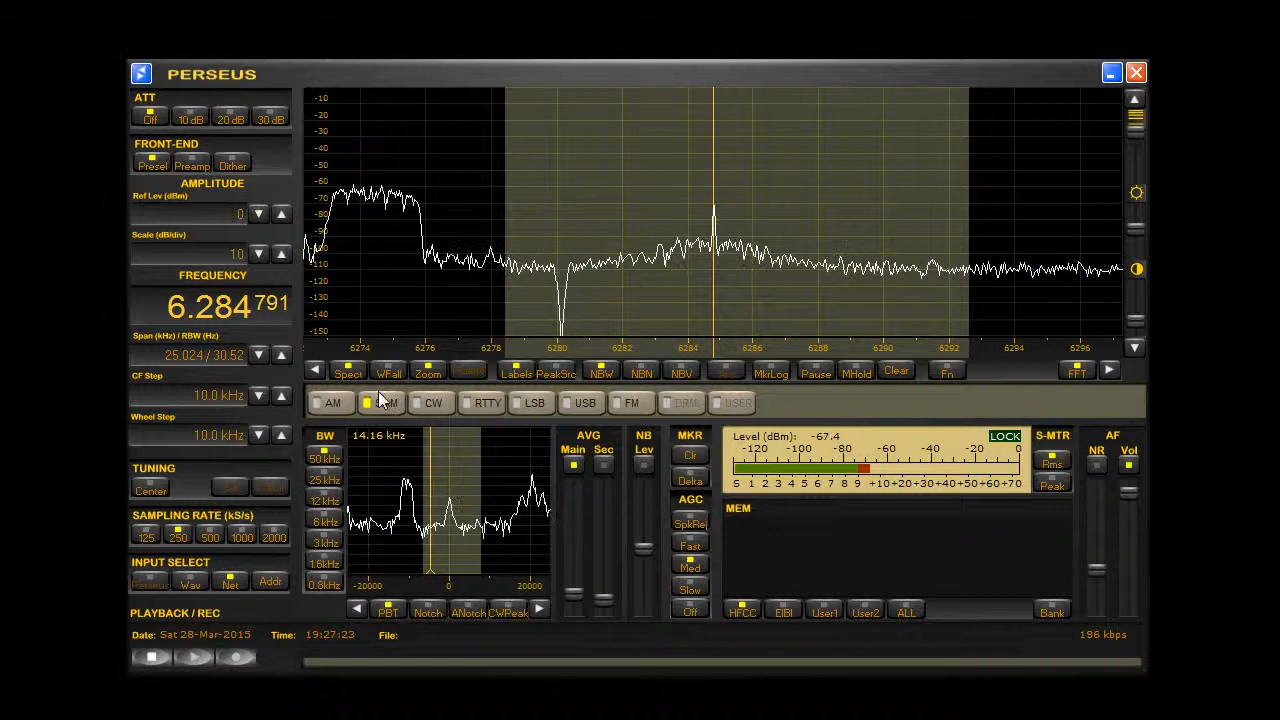 PERSEUS
ATT
Off 10 dB 20 dB 30 dB
FRONT-END
Presel Preamp Dither
AMPLITUDE
Ref Lev (dBm)
0
Scale (dB/div)
10
FREQUENCY
6.284791
Span (kHz) / RBW (Hz)
25.024 / 30.52
CF Step
10.0 kHz
Wheel Step
10.0 kHz
TUNING
Center
SAMPLING RATE (kS/s)
125 250 500 1000 2000
INPUT SELECT
Perseus Wav Net Addr
PLAYBACK / REC
Date: Sat 28-Mar-2015 Time: 19:27:23 File:
196 kbps
-10
-20
-30
-40
-50
-60
-70
-80
-90
-100
-110
-120
-130
-140
-150
6274 6276 6278 6280 6282 6284 6286 6288 6290 6292 6294 6296
Spect WFall Zoom Labels PeakSrc NBW NBN NBV MkrLog Pause MHold Clear Fn FFT
AM CW RTTY LSB USB FM DRM USER
BW
50 kHz
25 kHz
12 kHz
6 kHz
3 kHz
1.6kHz
0.8kHz
14.16 kHz
-20000 0 20000
PBT Notch ANotch CWPeak
AVG
Main Sec
NB
Lev
MKR
Clr
Delta
AGC
SpkRej
Fast
Med
Slow
Off
Level (dBm): -67.4 LOCK
-120 -100 -80 -60 -40 -20 0
S 1 2 3 4 5 6 7 8 9 +10 +20 +30 +40 +50 +60 +70
S-MTR
Rms
Peak
AF
NR Vol
MEM
HFCC EIBI User1 User2 ALL Bank